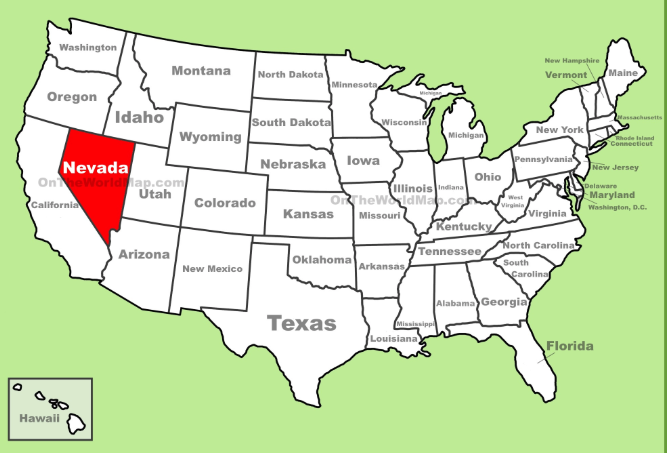 Washington
Montana
North Dakota
Minnesota
Michigan
New Hampshire
Vermont
Maine
Oregon
Idaho
Wyoming
South Dakota
Wisconsin
Michigan
New York
Massachusetts
Rhode Island
Connecticut
Nevada
OnTheWorldMap.com
California
Utah
Colorado
Nebraska
Iowa
Illinois
Indiana
Ohio
Pennsylvania
New Jersey
Delaware
Maryland
Washington, D.C.
OnTheWorldMap.com
Kansas
Missouri
Kentucky
West
Virginia
Virginia
Arizona
New Mexico
Oklahoma
Arkansas
Tennessee
North Carolina
South
Carolina
Texas
Louisiana
Mississippi
Alabama
Georgia
Florida
Hawaii